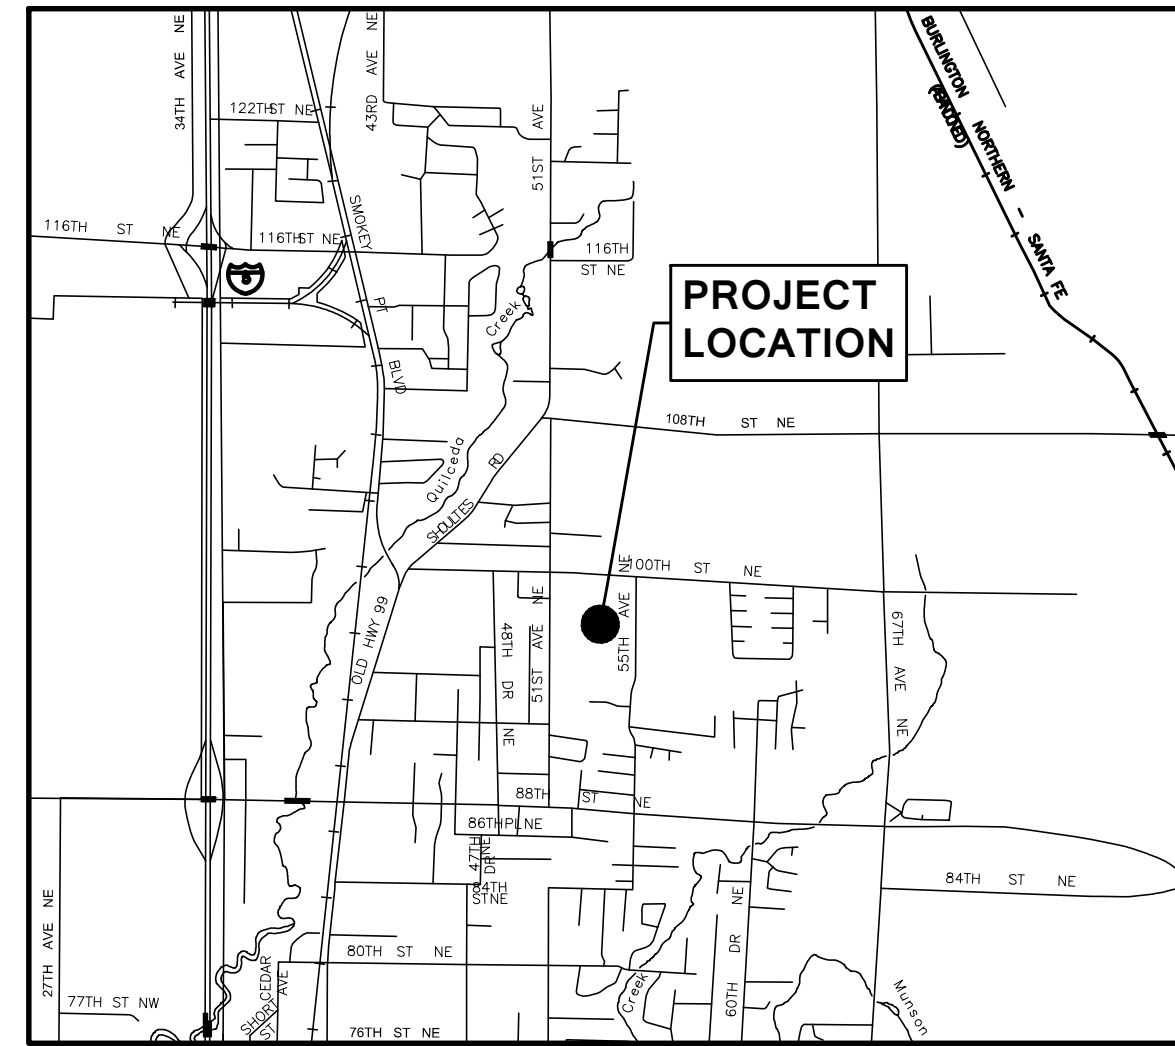 34TH AVE NE
43RD AVE NE
51ST AVE
BURLINGTON NORTHERN - SANTA FE
122TH ST NE
SMOKEY PT BLVD
116TH ST NE
116TH ST NE
116TH
ST NE
PROJECT
LOCATION
Quilceda Creek
108TH ST NE
SHOULTES RD
100TH ST NE
OLD HWY 99
48TH DR NE
51ST AVE NE
55TH AVE NE
67TH AVE NE
88TH ST NE
86TH PL NE
47TH
DR NE
84TH
ST NE
84TH ST NE
27TH AVE NE
80TH ST NE
60TH DR NE
CEDAR
AVE
SHORT
ST
77TH ST NW
76TH ST NE
Creek
Munson